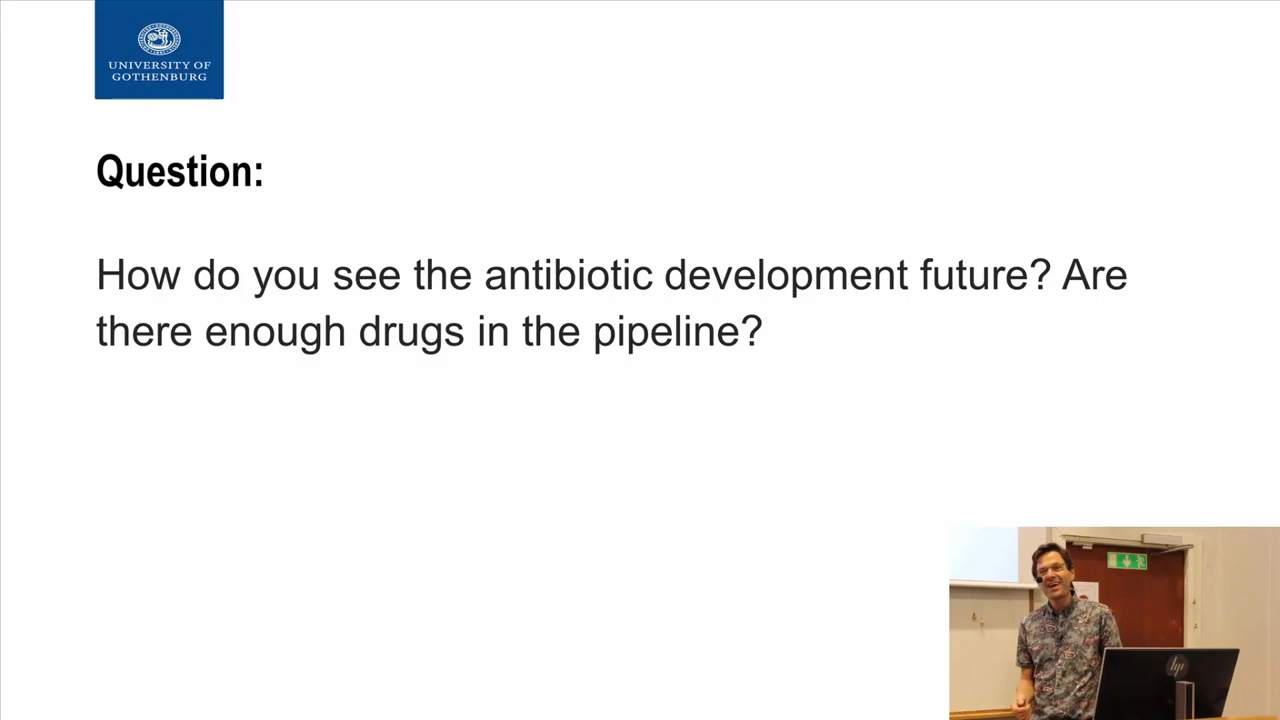 UNIVERSITY OF
GOTHENBURG
Question:
How do you see the antibiotic development future? Are
there enough drugs in the pipeline?
hp